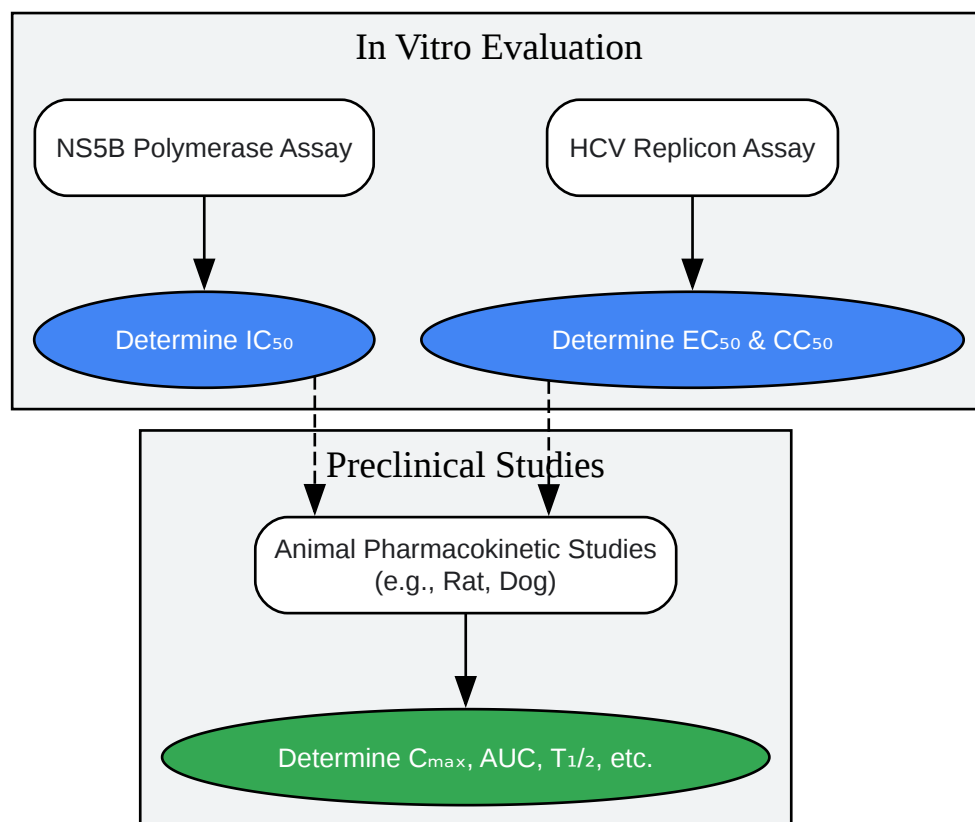 In Vitro Evaluation
NS5B Polymerase Assay
HCV Replicon Assay
Determine IC₅₀
Determine EC₅₀ & CC₅₀
Preclinical Studies
Animal Pharmacokinetic Studies
(e.g., Rat, Dog)
Determine Cₘₐₓ, AUC, T₁/₂, etc.